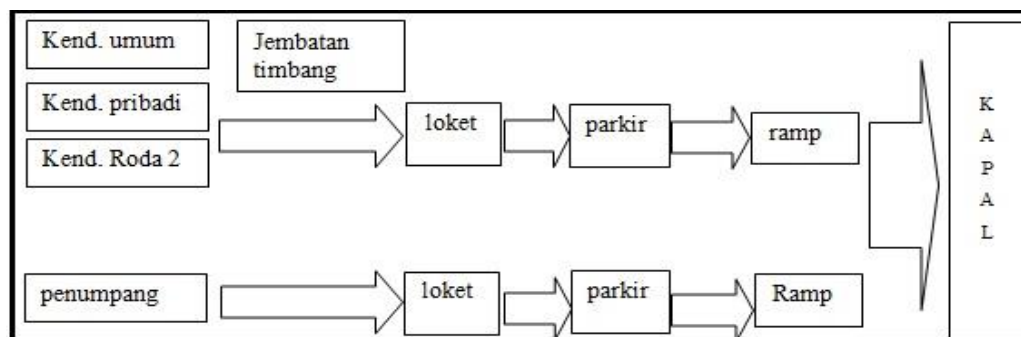 Kend. umum
Jembatan
timbang
Kend. pribadi
loket
parkir
ramp
Kend. Roda 2
penumpang
loket
parkir
Ramp
K
A
P
A
L